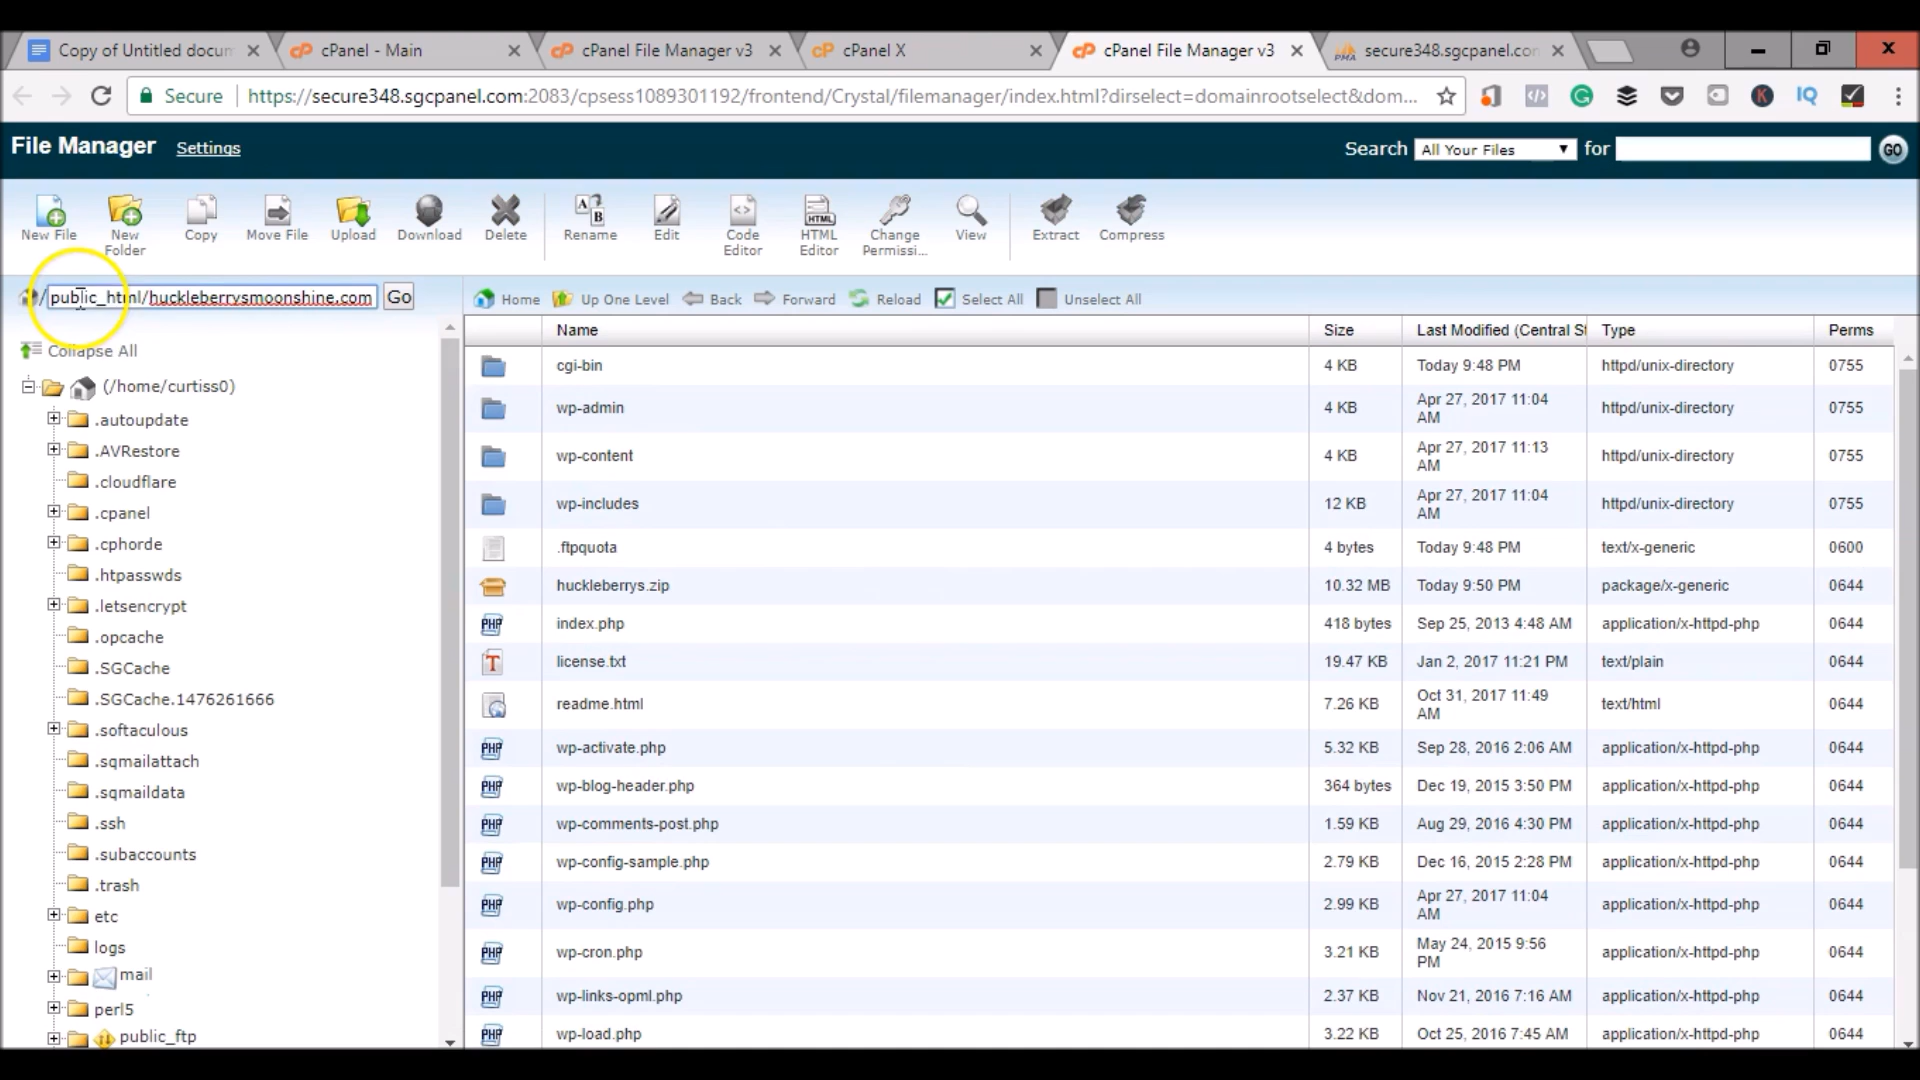 Copy of Untitled docum
cPanel - Main
cPanel File Manager v3
cPanel X
cPanel File Manager v3
secure348.sgcpanel.co
Secure https://secure348.sgcpanel.com:2083/cpsess1089301192/frontend/Crystal/filemanager/index.html?dirselect=domainrootselect&dom...
File Manager Settings
Search All Your Files for GO
New File
New Folder
Copy
Move File
Upload
Download
Delete
Rename
Edit
Code Editor
HTML Editor
Change Permissi...
View
Extract
Compress
/ public_html/huckleberrysmoonshine.com Go
Home Up One Level Back Forward Reload Select All Unselect All
Collapse All
(/home/curtiss0)
.autoupdate
.AVRestore
.cloudflare
.cpanel
.cphorde
.htpasswds
.letsencrypt
.opcache
.SGCache
.SGCache.1476261666
.softaculous
.sqmailattach
.sqmaildata
.ssh
.subaccounts
.trash
etc
logs
mail
perl5
public_ftp
Name Size Last Modified (Central St Type Perms
cgi-bin 4 KB Today 9:48 PM httpd/unix-directory 0755
wp-admin 4 KB Apr 27, 2017 11:04 AM httpd/unix-directory 0755
wp-content 4 KB Apr 27, 2017 11:13 AM httpd/unix-directory 0755
wp-includes 12 KB Apr 27, 2017 11:04 AM httpd/unix-directory 0755
.ftpquota 4 bytes Today 9:48 PM text/x-generic 0600
huckleberrys.zip 10.32 MB Today 9:50 PM package/x-generic 0644
index.php 418 bytes Sep 25, 2013 4:48 AM application/x-httpd-php 0644
license.txt 19.47 KB Jan 2, 2017 11:21 PM text/plain 0644
readme.html 7.26 KB Oct 31, 2017 11:49 AM text/html 0644
wp-activate.php 5.32 KB Sep 28, 2016 2:06 AM application/x-httpd-php 0644
wp-blog-header.php 364 bytes Dec 19, 2015 3:50 PM application/x-httpd-php 0644
wp-comments-post.php 1.59 KB Aug 29, 2016 4:30 PM application/x-httpd-php 0644
wp-config-sample.php 2.79 KB Dec 16, 2015 2:28 PM application/x-httpd-php 0644
wp-config.php 2.99 KB Apr 27, 2017 11:04 AM application/x-httpd-php 0644
wp-cron.php 3.21 KB May 24, 2015 9:56 PM application/x-httpd-php 0644
wp-links-opml.php 2.37 KB Nov 21, 2016 7:16 AM application/x-httpd-php 0644
wp-load.php 3.22 KB Oct 25, 2016 7:45 AM application/x-httpd-php 0644